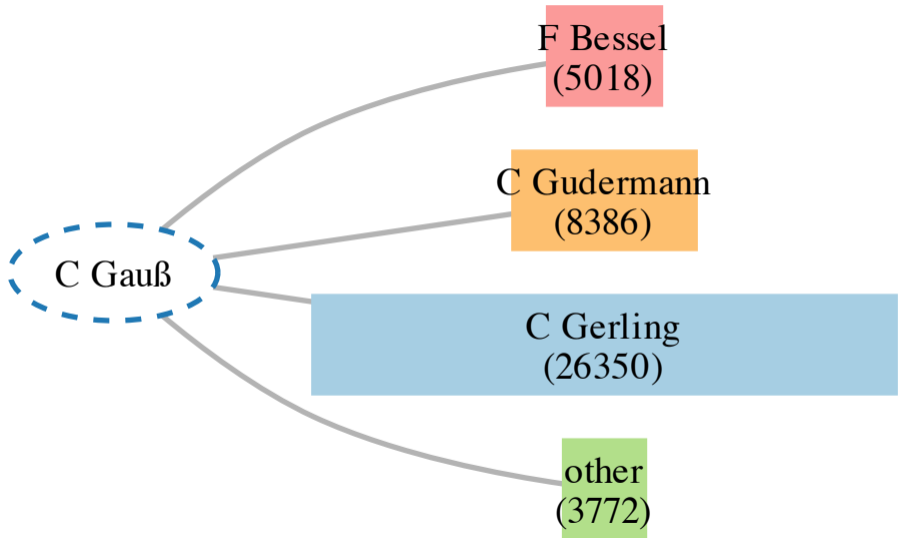 F Bessel
(5018)
C Gudermann
(8386)
C Gauß
C Gerling
(26350)
other
(3772)